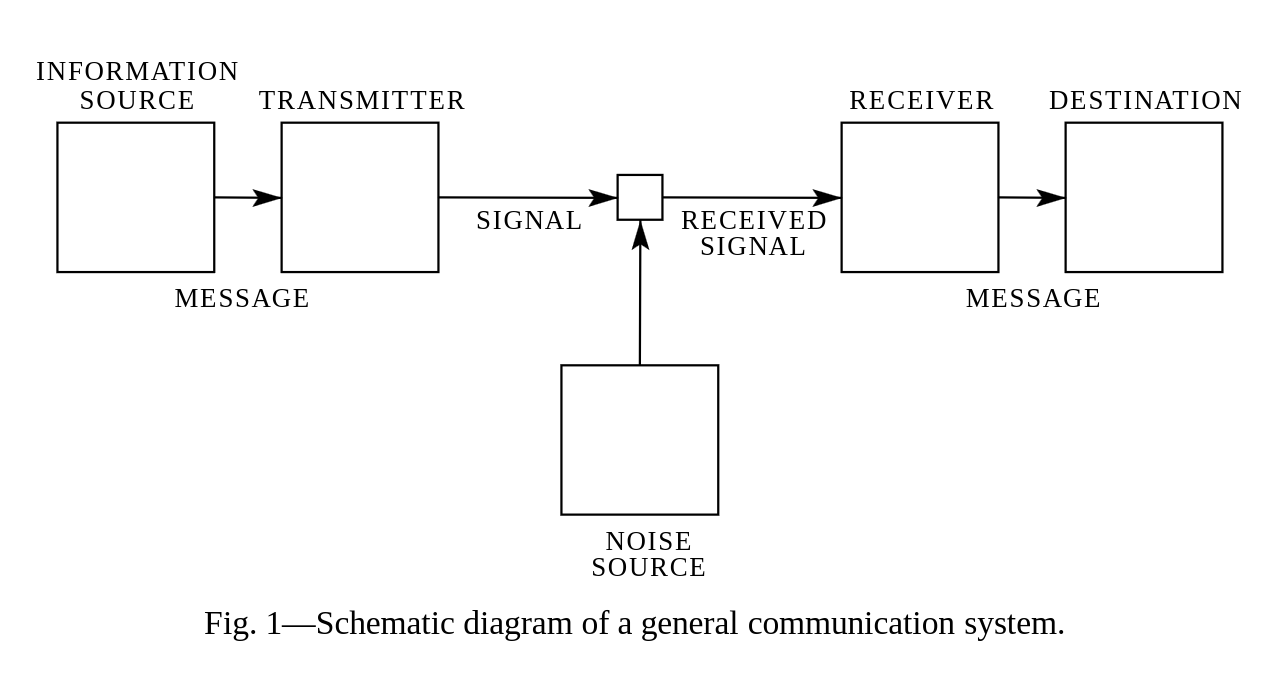 INFORMATION
SOURCE
TRANSMITTER
RECEIVER
DESTINATION
SIGNAL
RECEIVED
SIGNAL
MESSAGE
MESSAGE
NOISE
SOURCE
Fig. 1—Schematic diagram of a general communication system.